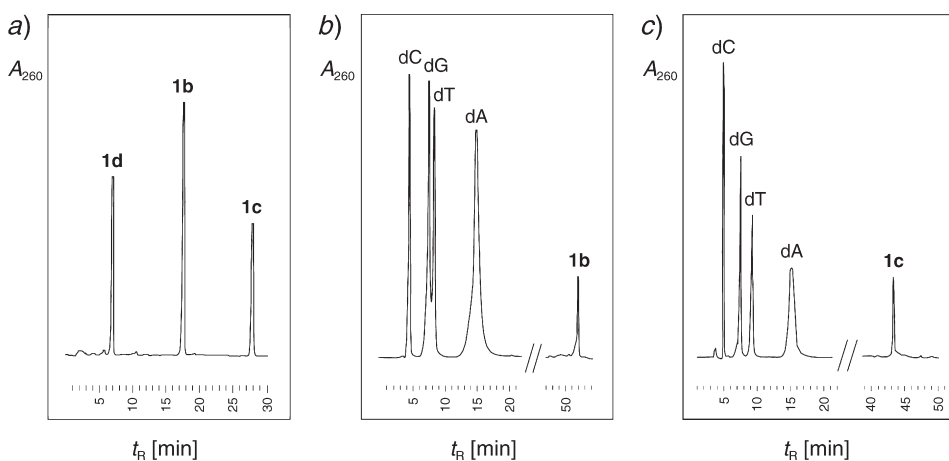 a)
A260
1d
1b
1c
5 10 15 20 25 30
tR [min]
b)
A260
dC
dG
dT
dA
1b
5 10 15 20 50
tR [min]
c)
A260
dC
dG
dT
dA
1c
5 10 15 20 40 45 50
tR [min]